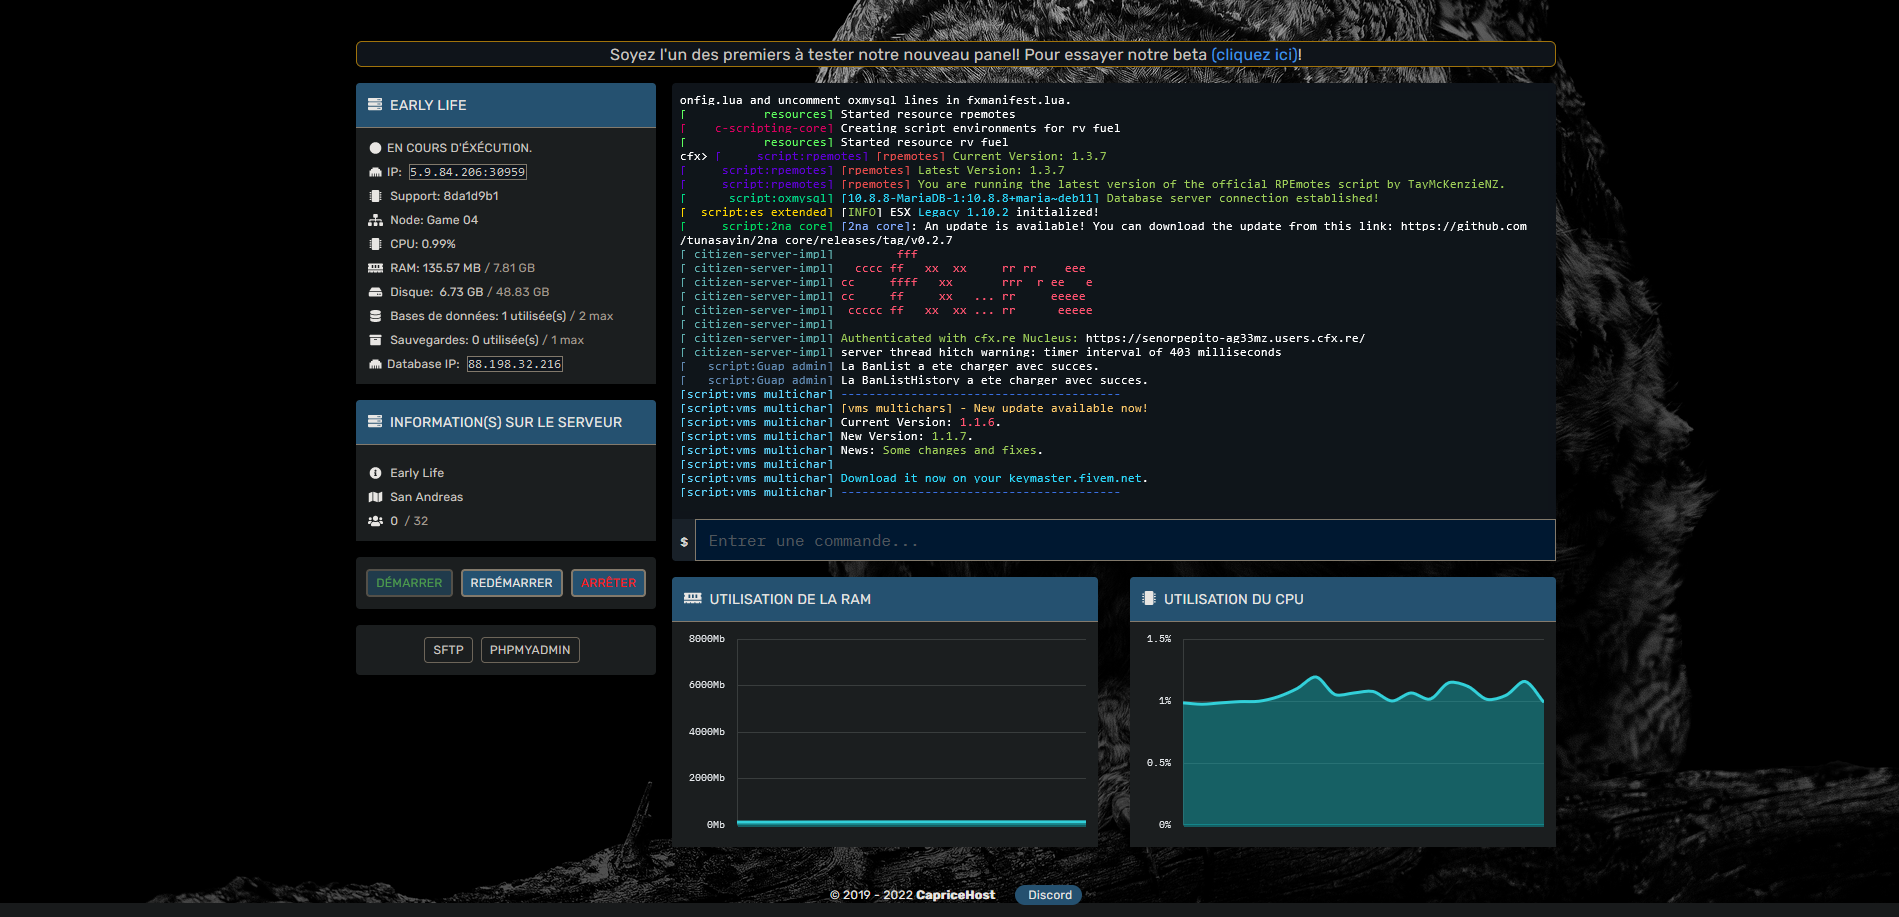 Soyez l'un des premiers à tester notre nouveau panel! Pour essayer notre beta (cliquez ici)!
EARLY LIFE
EN COURS D'ÉXÉCUTION.
IP: 5.9.84.206:30959
Support: 8da1d9b1
Node: Game 04
CPU: 0.99%
RAM: 135.57 MB / 7.81 GB
Disque: 6.73 GB / 48.83 GB
Bases de données: 1 utilisée(s) / 2 max
Sauvegardes: 0 utilisée(s) / 1 max
Database IP: 88.198.32.216
INFORMATION(S) SUR LE SERVEUR
Early Life
San Andreas
0 / 32
DÉMARRER REDÉMARRER ARRÊTER
SFTP PHPMYADMIN
onfig.lua and uncomment oxmysql lines in fxmanifest.lua.
[           resources] Started resource rpemotes
[    c-scripting-core] Creating script environments for rv fuel
[           resources] Started resource rv fuel
cfx> [     script:rpemotes] [rpemotes] Current Version: 1.3.7
[     script:rpemotes] [rpemotes] Latest Version: 1.3.7
[     script:rpemotes] [rpemotes] You are running the latest version of the official RPEmotes script by TayMcKenzieNZ.
[      script:oxmysql] [10.8.8-MariaDB-1:10.8.8+maria~deb11] Database server connection established!
[  script:es extended] [INFO] ESX Legacy 1.10.2 initialized!
[     script:2na core] [2na core]: An update is available! You can download the update from this link: https://github.com
/tunasayin/2na core/releases/tag/v0.2.7
[ citizen-server-impl]         fff
[ citizen-server-impl]   cccc ff   xx  xx     rr rr    eee
[ citizen-server-impl] cc     ffff   xx       rrr  r ee   e
[ citizen-server-impl] cc     ff     xx   ... rr     eeeee
[ citizen-server-impl]  ccccc ff   xx  xx ... rr      eeeee
[ citizen-server-impl]
[ citizen-server-impl] Authenticated with cfx.re Nucleus: https://senorpepito-ag33mz.users.cfx.re/
[ citizen-server-impl] server thread hitch warning: timer interval of 403 milliseconds
[   script:Guap admin] La BanList a ete charger avec succes.
[   script:Guap admin] La BanListHistory a ete charger avec succes.
[script:vms multichar] ----------------------------------------
[script:vms multichar] [vms multichars] - New update available now!
[script:vms multichar] Current Version: 1.1.6.
[script:vms multichar] New Version: 1.1.7.
[script:vms multichar] News: Some changes and fixes.
[script:vms multichar]
[script:vms multichar] Download it now on your keymaster.fivem.net.
[script:vms multichar] ----------------------------------------
$ Entrer une commande...
UTILISATION DE LA RAM
8000Mb
6000Mb
4000Mb
2000Mb
0Mb
UTILISATION DU CPU
1.5%
1%
0.5%
0%
© 2019 - 2022 CapriceHost Discord